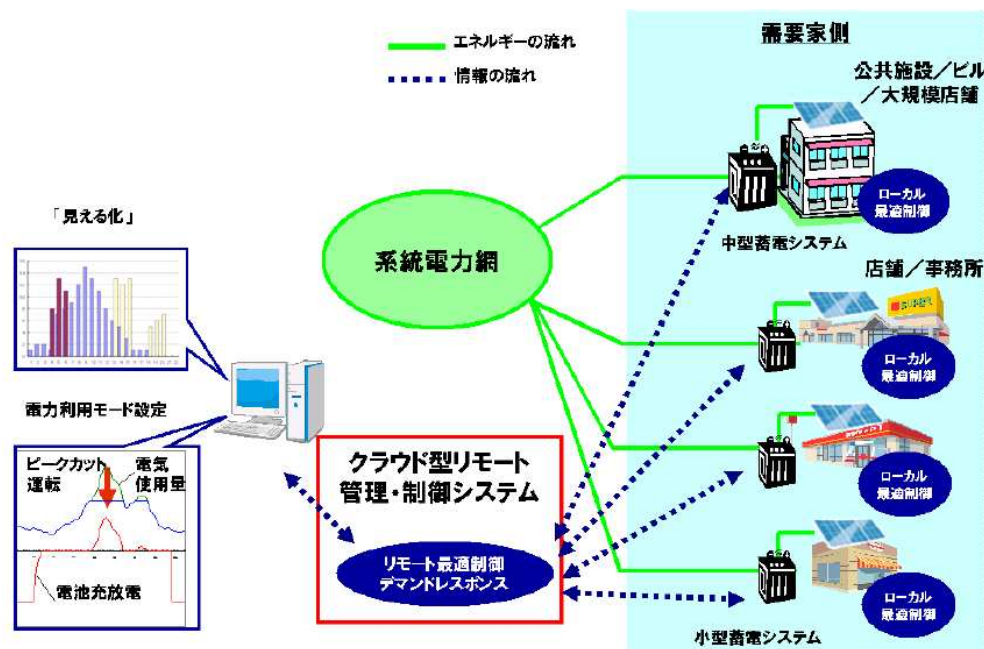 エネルギーの流れ
情報の流れ
需要家側
公共施設／ビル
／大規模店舗
ローカル
最適制御
中型蓄電システム
系統電力網
「見える化」
店舗／事務所
SUPER
ローカル
最適制御
電力利用モード設定
ピークカット
運転
電気
使用量
電池充放電
クラウド型リモート
管理・制御システム
リモート最適制御
デマンドレスポンス
ローカル
最適制御
ローカル
最適制御
小型蓄電システム